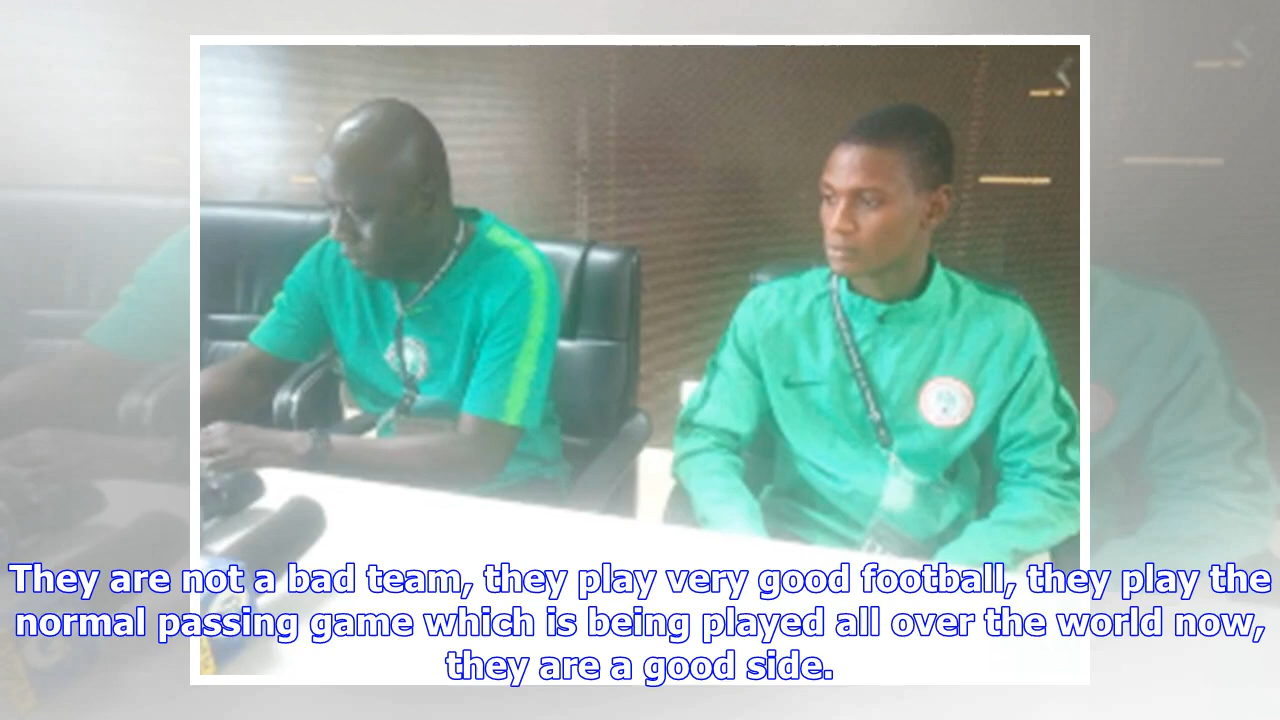 They are not a bad team, they play very good football, they play the
normal passing game which is being played all over the world now,
they are a good side.